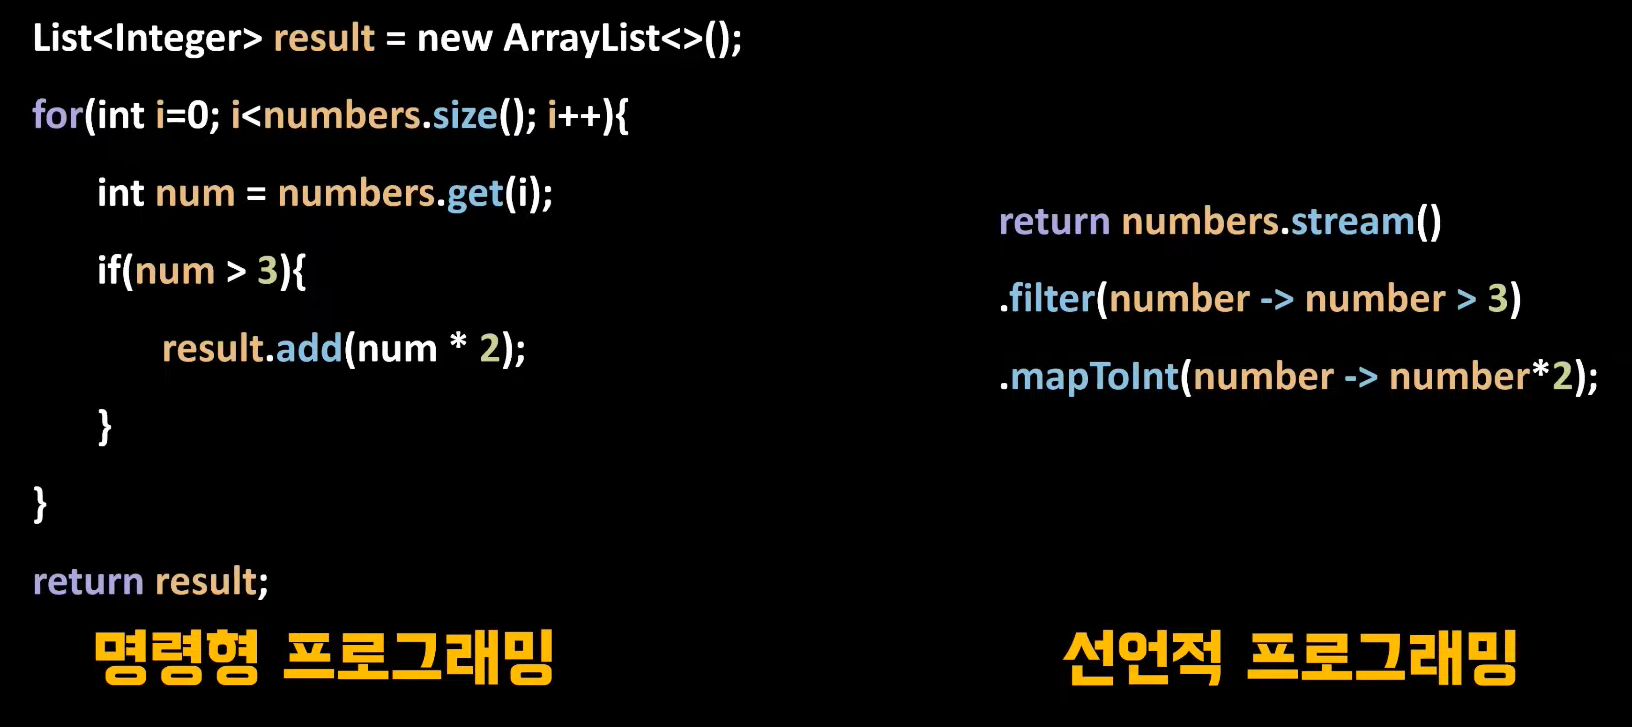 List<Integer> result = new ArrayList<>();
for(int i=0; i<numbers.size(); i++){
int num = numbers.get(i);
if(num > 3){
result.add(num * 2);
}
}
return result;
명령형 프로그래밍
return numbers.stream()
.filter(number -> number > 3)
.mapToInt(number -> number*2);
선언적 프로그래밍